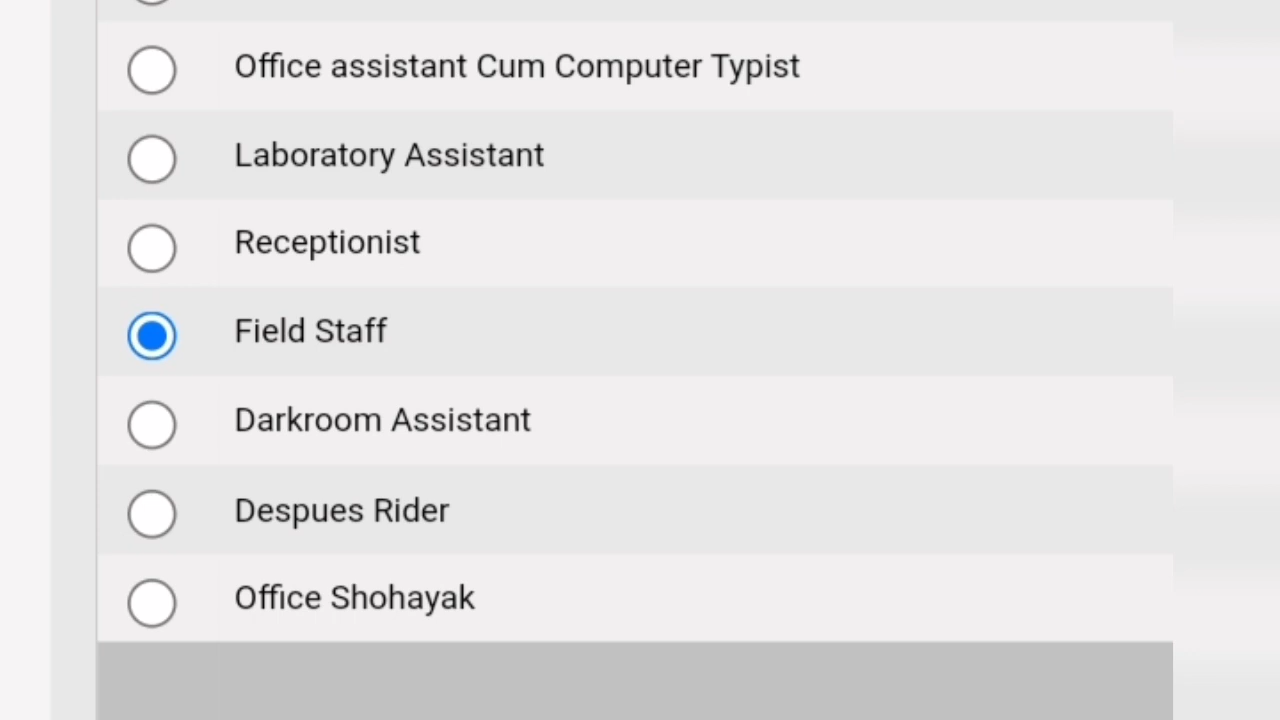 Office assistant Cum Computer Typist
Laboratory Assistant
Receptionist
Field Staff
Darkroom Assistant
Despues Rider
Office Shohayak